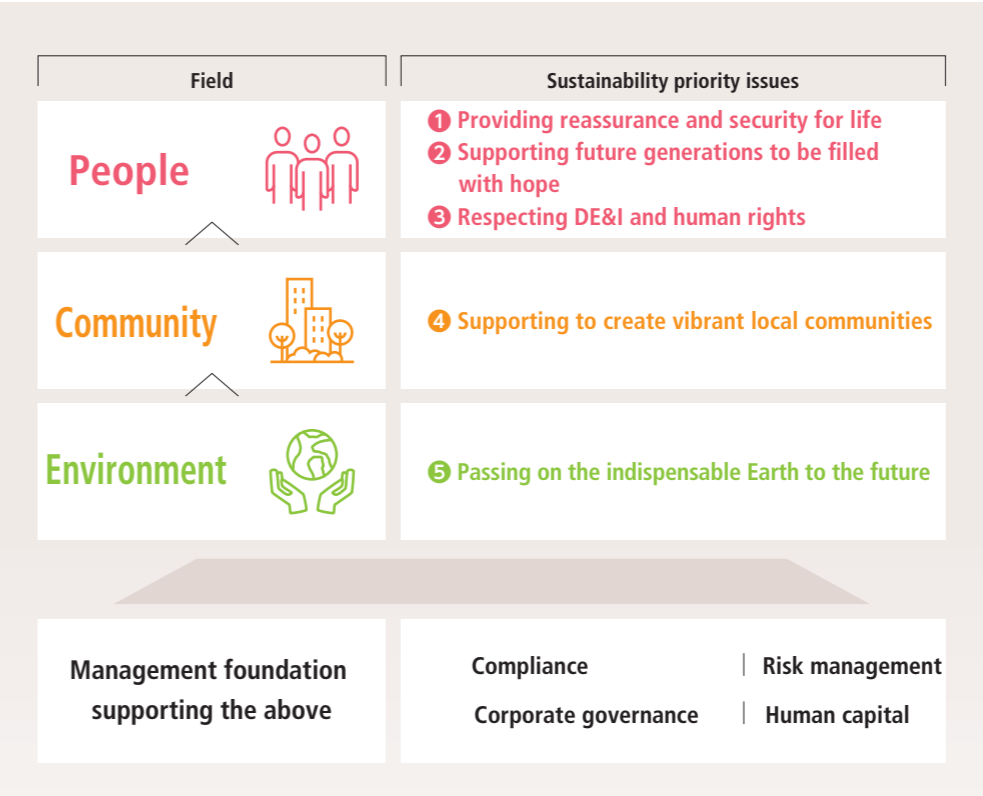 Field
Sustainability priority issues
People
❶ Providing reassurance and security for life
❷ Supporting future generations to be filled
with hope
❸ Respecting DE&I and human rights
Community
❹ Supporting to create vibrant local communities
Environment
❺ Passing on the indispensable Earth to the future
Management foundation
supporting the above
Compliance | Risk management
Corporate governance | Human capital